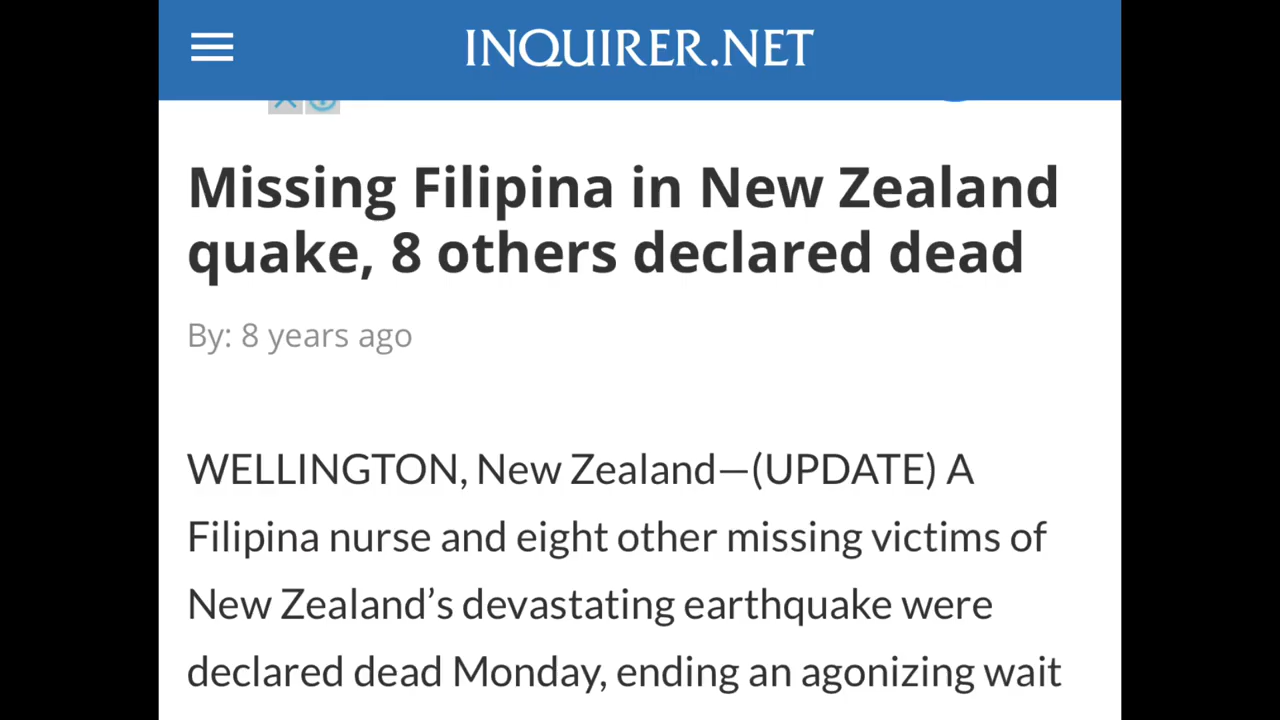 INQUIRER.NET
Missing Filipina in New Zealand
quake, 8 others declared dead
By: 8 years ago
WELLINGTON, New Zealand—(UPDATE) A
Filipina nurse and eight other missing victims of
New Zealand’s devastating earthquake were
declared dead Monday, ending an agonizing wait